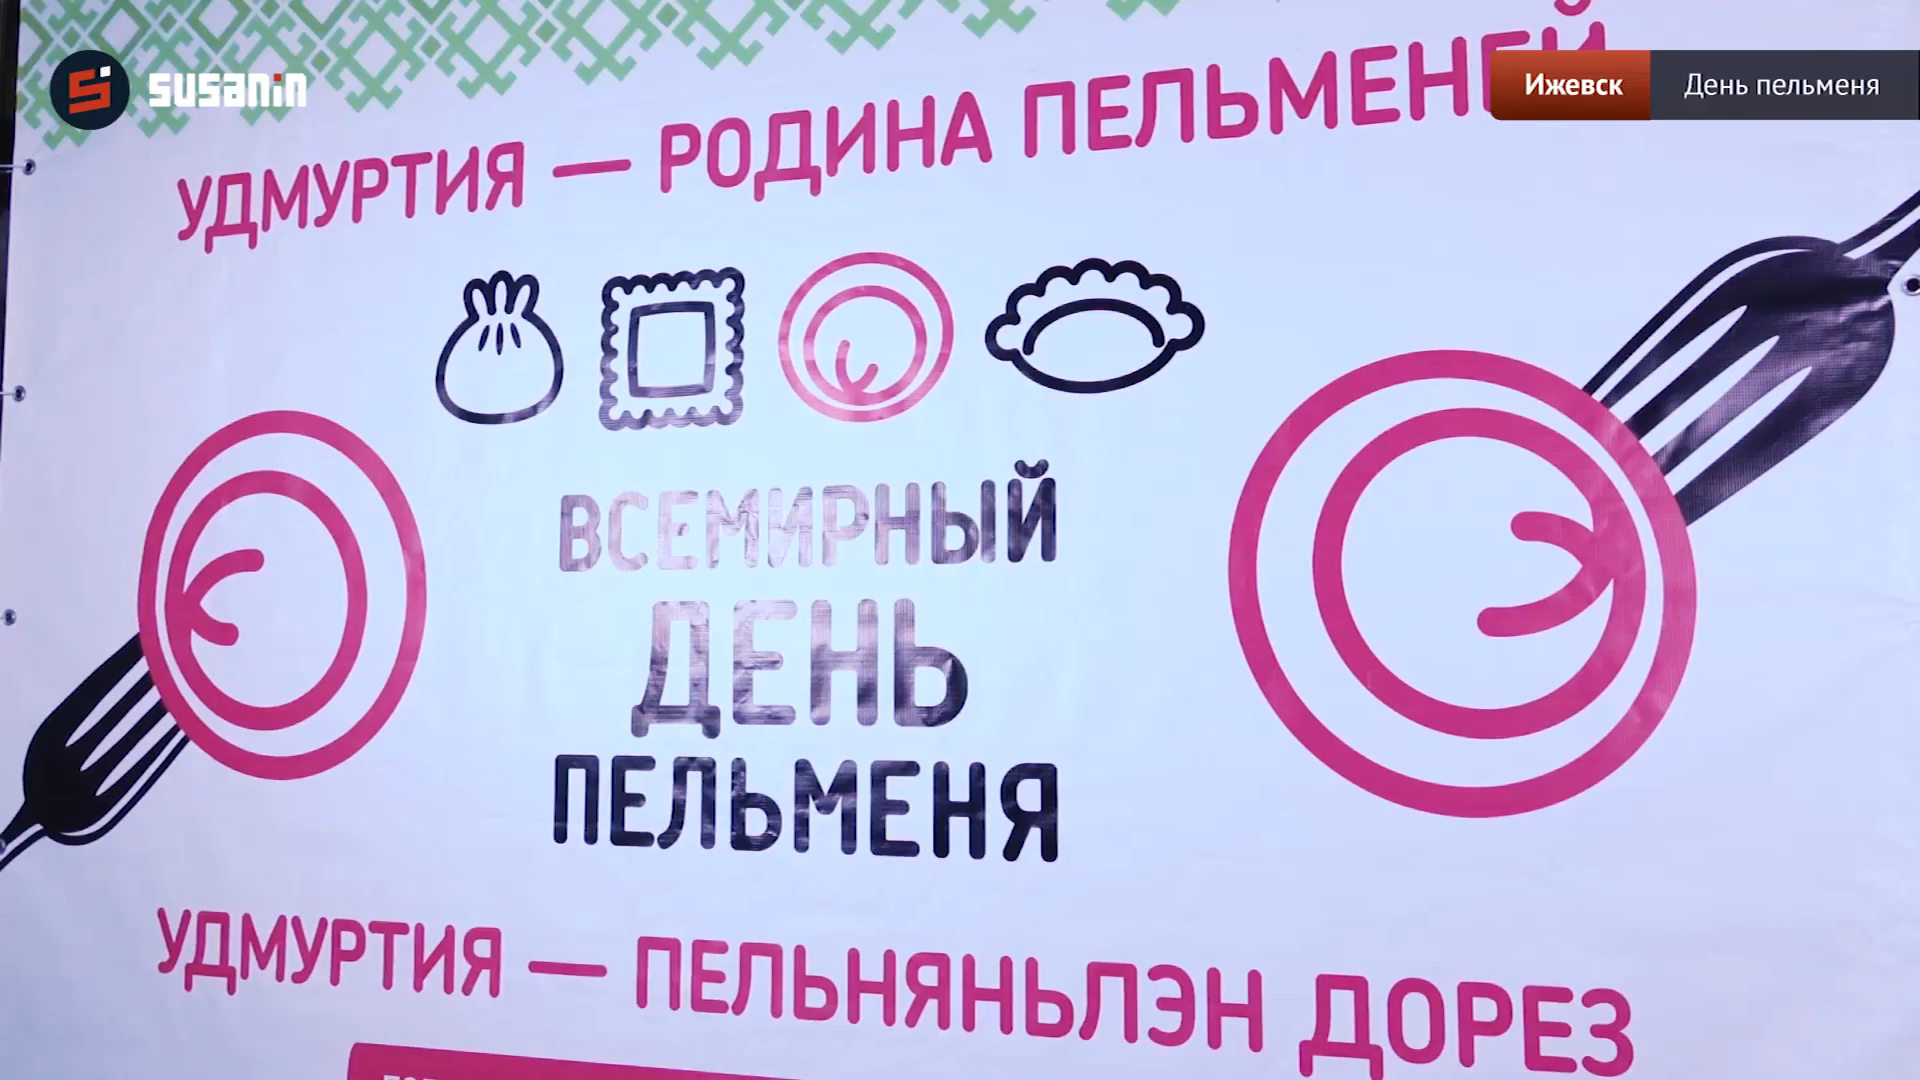 susanin
Ижевск
День пельменя
УДМУРТИЯ — РОДИНА ПЕЛЬМЕНЕЙ
ВСЕМИРНЫЙ
ДЕНЬ
ПЕЛЬМЕНЯ
УДМУРТИЯ — ПЕЛЬНЯНЬЛЭН ДОРЕЗ